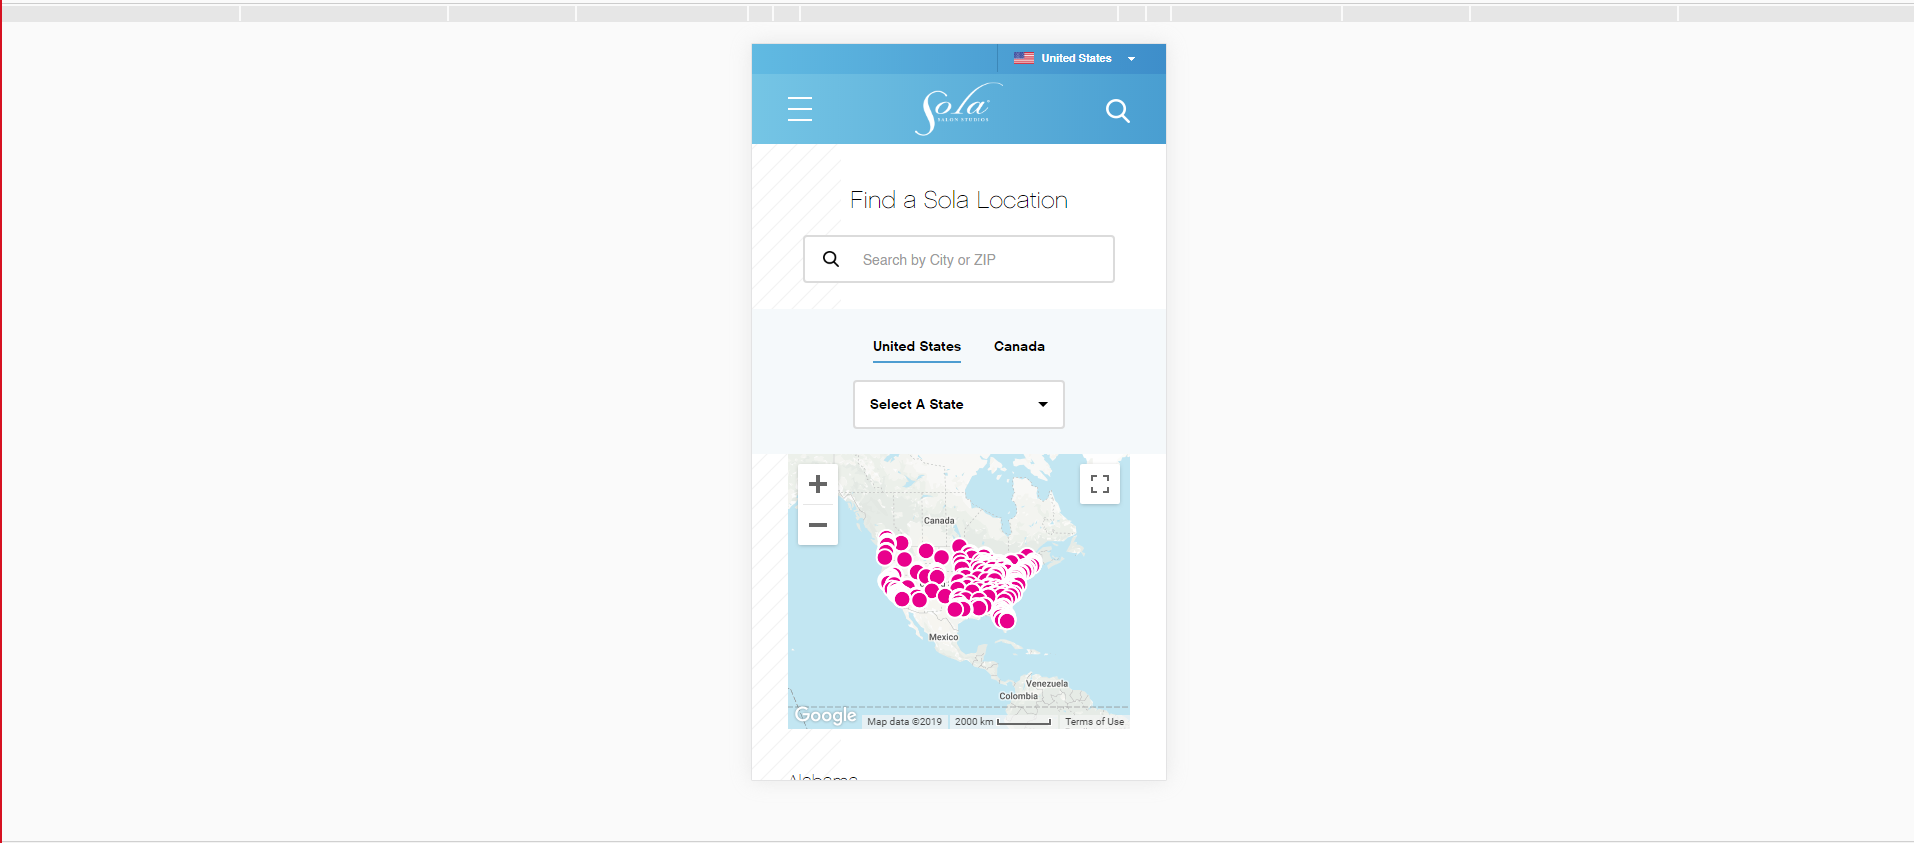 United States
Sola
SALON STUDIOS
Find a Sola Location
Search by City or ZIP
United States Canada
Select A State
Canada
Mexico
Venezuela
Colombia
Google Map data ©2019 2000 km Terms of Use
Alabama